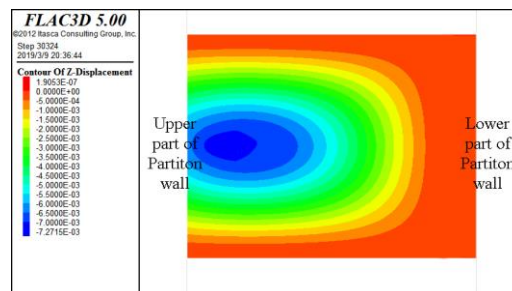 FLAC3D 5.00
©2012 Itasca Consulting Group, Inc.
Step 30324
2019/3/9 20:36:44
Contour Of Z-Displacement
1.9053E-07
0.0000E+00
-5.0000E-04
-1.0000E-03
-1.5000E-03
-2.0000E-03
-2.5000E-03
-3.0000E-03
-3.5000E-03
-4.0000E-03
-4.5000E-03
-5.0000E-03
-5.5000E-03
-6.0000E-03
-6.5000E-03
-7.0000E-03
-7.2715E-03
Upper
part of
Partiton
wall
Lower
part of
Partiton
wall